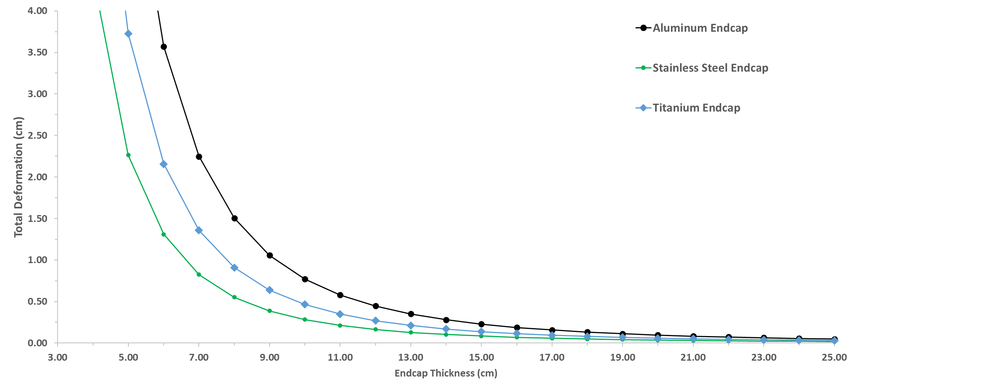 4.00
3.50
3.00
2.50
2.00
1.50
1.00
0.50
0.00
Total Deformation (cm)
Aluminum Endcap
Stainless Steel Endcap
Titanium Endcap
3.00 5.00 7.00 9.00 11.00 13.00 15.00 17.00 19.00 21.00 23.00 25.00
Endcap Thickness (cm)